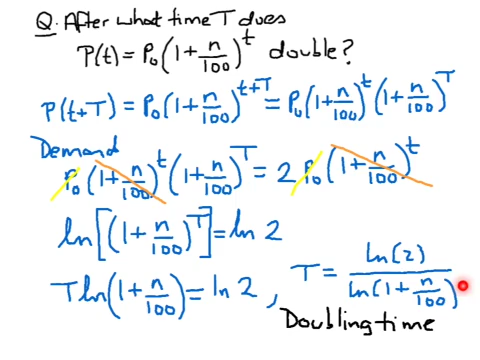 Q. After what time T does
P(t) = P₀(1 + n/100)^t double?
P(t+T) = P₀(1 + n/100)^(t+T) = P₀(1 + n/100)^t (1 + n/100)^T
Demand
P₀(1 + n/100)^t (1 + n/100)^T = 2 P₀(1 + n/100)^t
ln[(1 + n/100)^T] = ln 2
T ln(1 + n/100) = ln 2 , T = ln(2) / ln(1 + n/100)
Doubling time